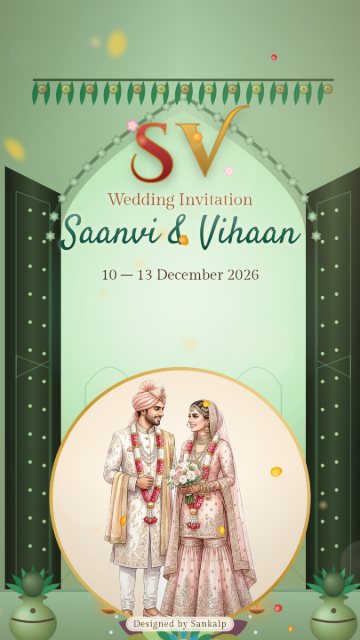 SV
Wedding Invitation
Saanvi & Vihaan
10 — 13 December 2026
Designed by Sankalp